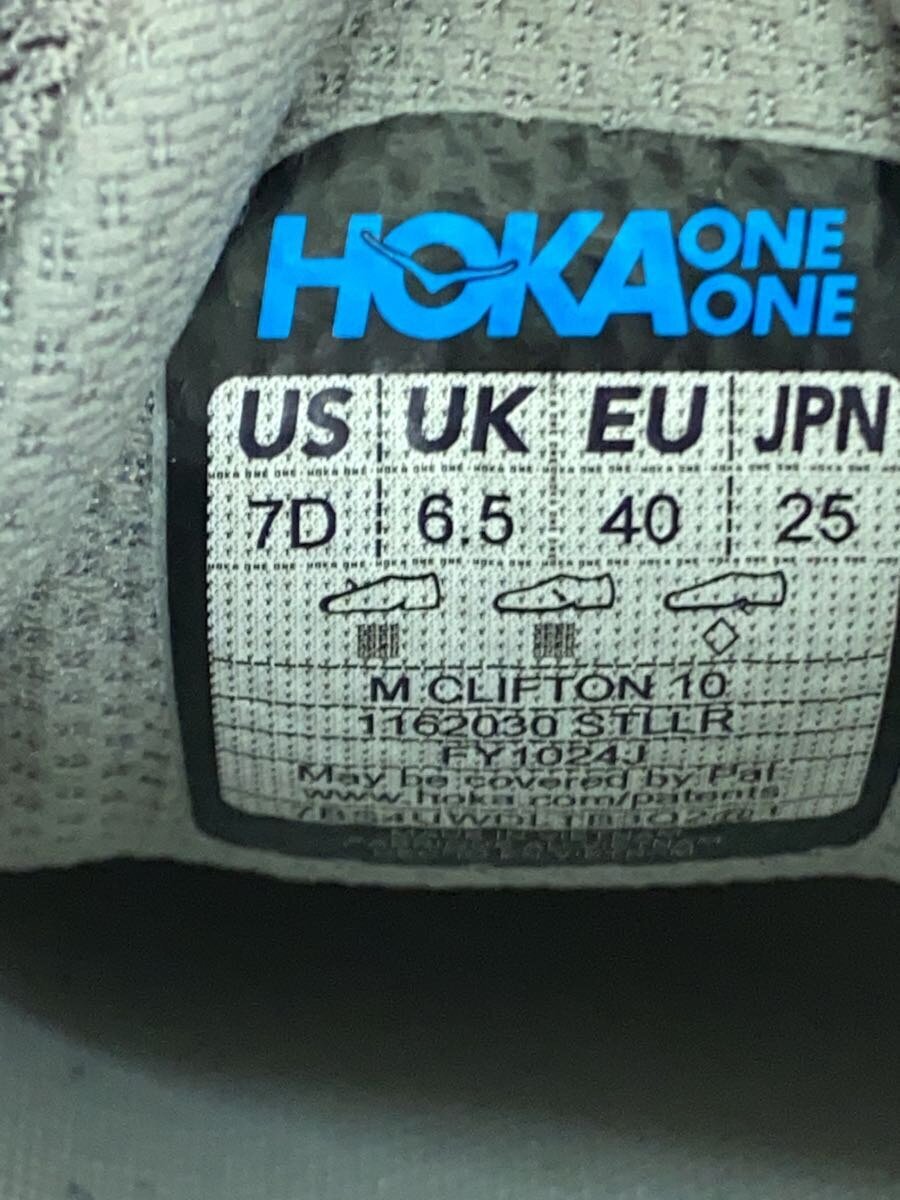 HOKA ONE ONE
US UK EU JPN
7D 6.5 40 25
M CLIFTON 10
1162030 STLLR
FY1024J
May be covered by Pat.
www.hoka.com/patents